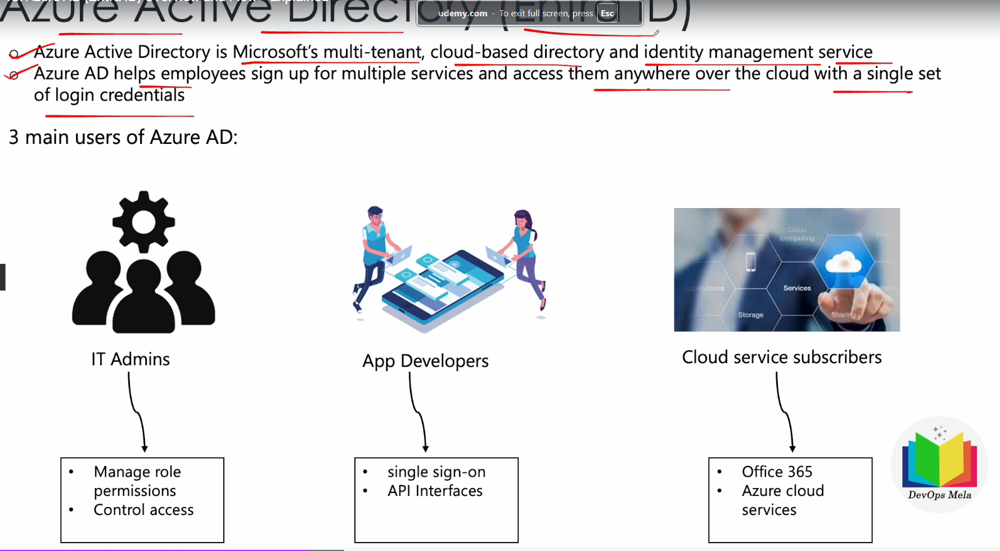 Azure Active Directory (Entra ID)
udemy.com - To exit full screen, press Esc
Azure Active Directory is Microsoft's multi-tenant, cloud-based directory and identity management service
Azure AD helps employees sign up for multiple services and access them anywhere over the cloud with a single set
of login credentials
3 main users of Azure AD:
Cloud
computing
Applications
Services
Storage
Sharing
IT Admins
App Developers
Cloud service subscribers
• Manage role
permissions
• Control access
• single sign-on
• API Interfaces
• Office 365
• Azure cloud
services
DevOps Mela